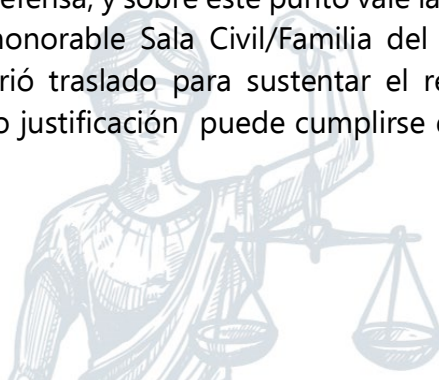 efensa, y sobre este punto vale la
honorable Sala Civil/Familia del
rió traslado para sustentar el re
o justificación puede cumplirse